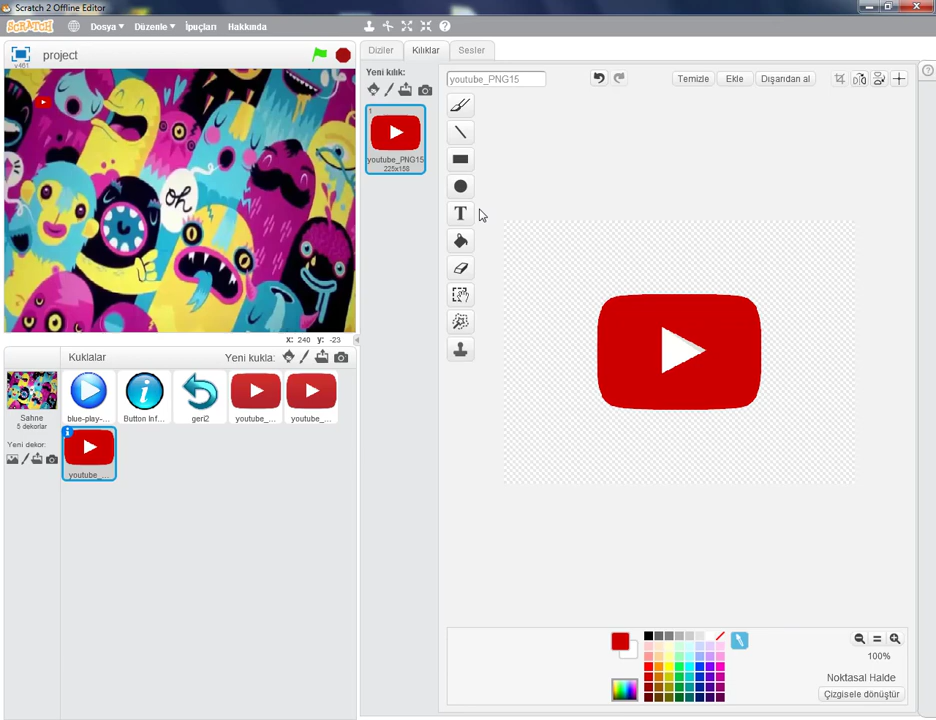 Scratch 2 Offline Editor
SCRATCH
Dosya
Düzenle
İpuçları
Hakkımda
project
v461
Diziler
Kılıklar
Sesler
Yeni kılık:
1
youtube_PNG15
225x158
youtube_PNG15
Temizle
Ekle
Dışarıdan al
T
oh
x: 240 y: -23
Kuklalar
Yeni kukla:
Sahne
5 dekorlar
Yeni dekor:
blue-play-...
Button Inf...
geri2
youtube_...
youtube_...
youtube_...
100%
Noktasal Halde
Çizgisele dönüştür